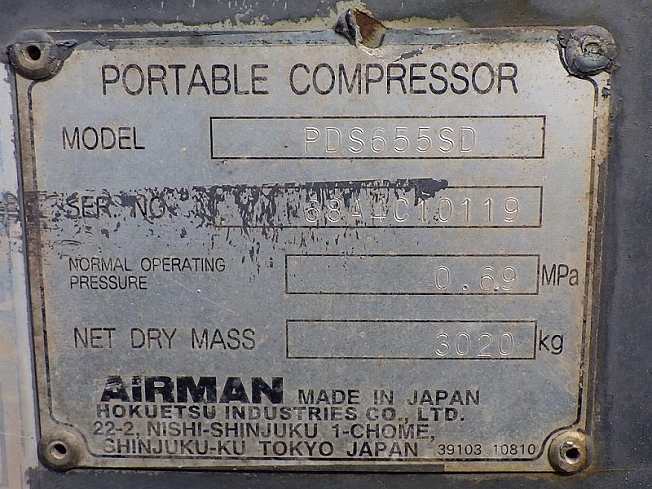 PORTABLE COMPRESSOR
MODEL PDS655SD
SER NO. 68A4C10119
NORMAL OPERATING
PRESSURE 0.69 MPa
NET DRY MASS 3020 kg
AIRMAN MADE IN JAPAN
HOKUETSU INDUSTRIES CO., LTD.
22-2, NISHI-SHINJUKU 1-CHOME,
SHINJUKU-KU TOKYO JAPAN 39103 10810